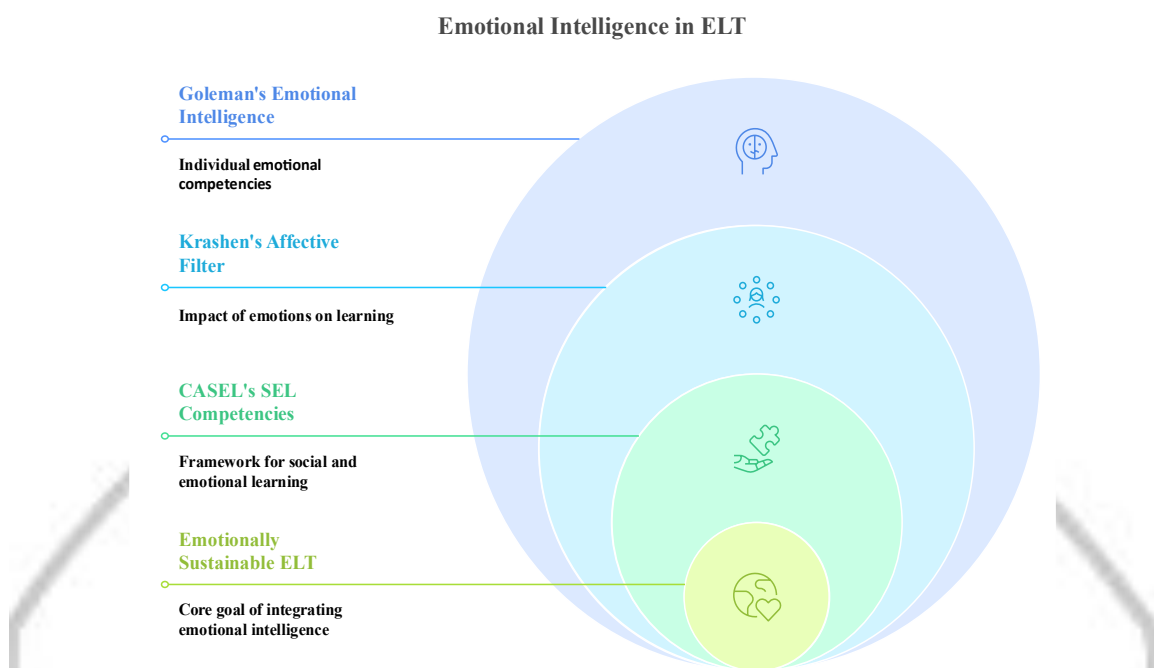 Emotional Intelligence in ELT
Goleman's Emotional
Intelligence
Individual emotional
competencies
Krashen's Affective
Filter
Impact of emotions on learning
CASEL's SEL
Competencies
Framework for social and
emotional learning
Emotionally
Sustainable ELT
Core goal of integrating
emotional intelligence